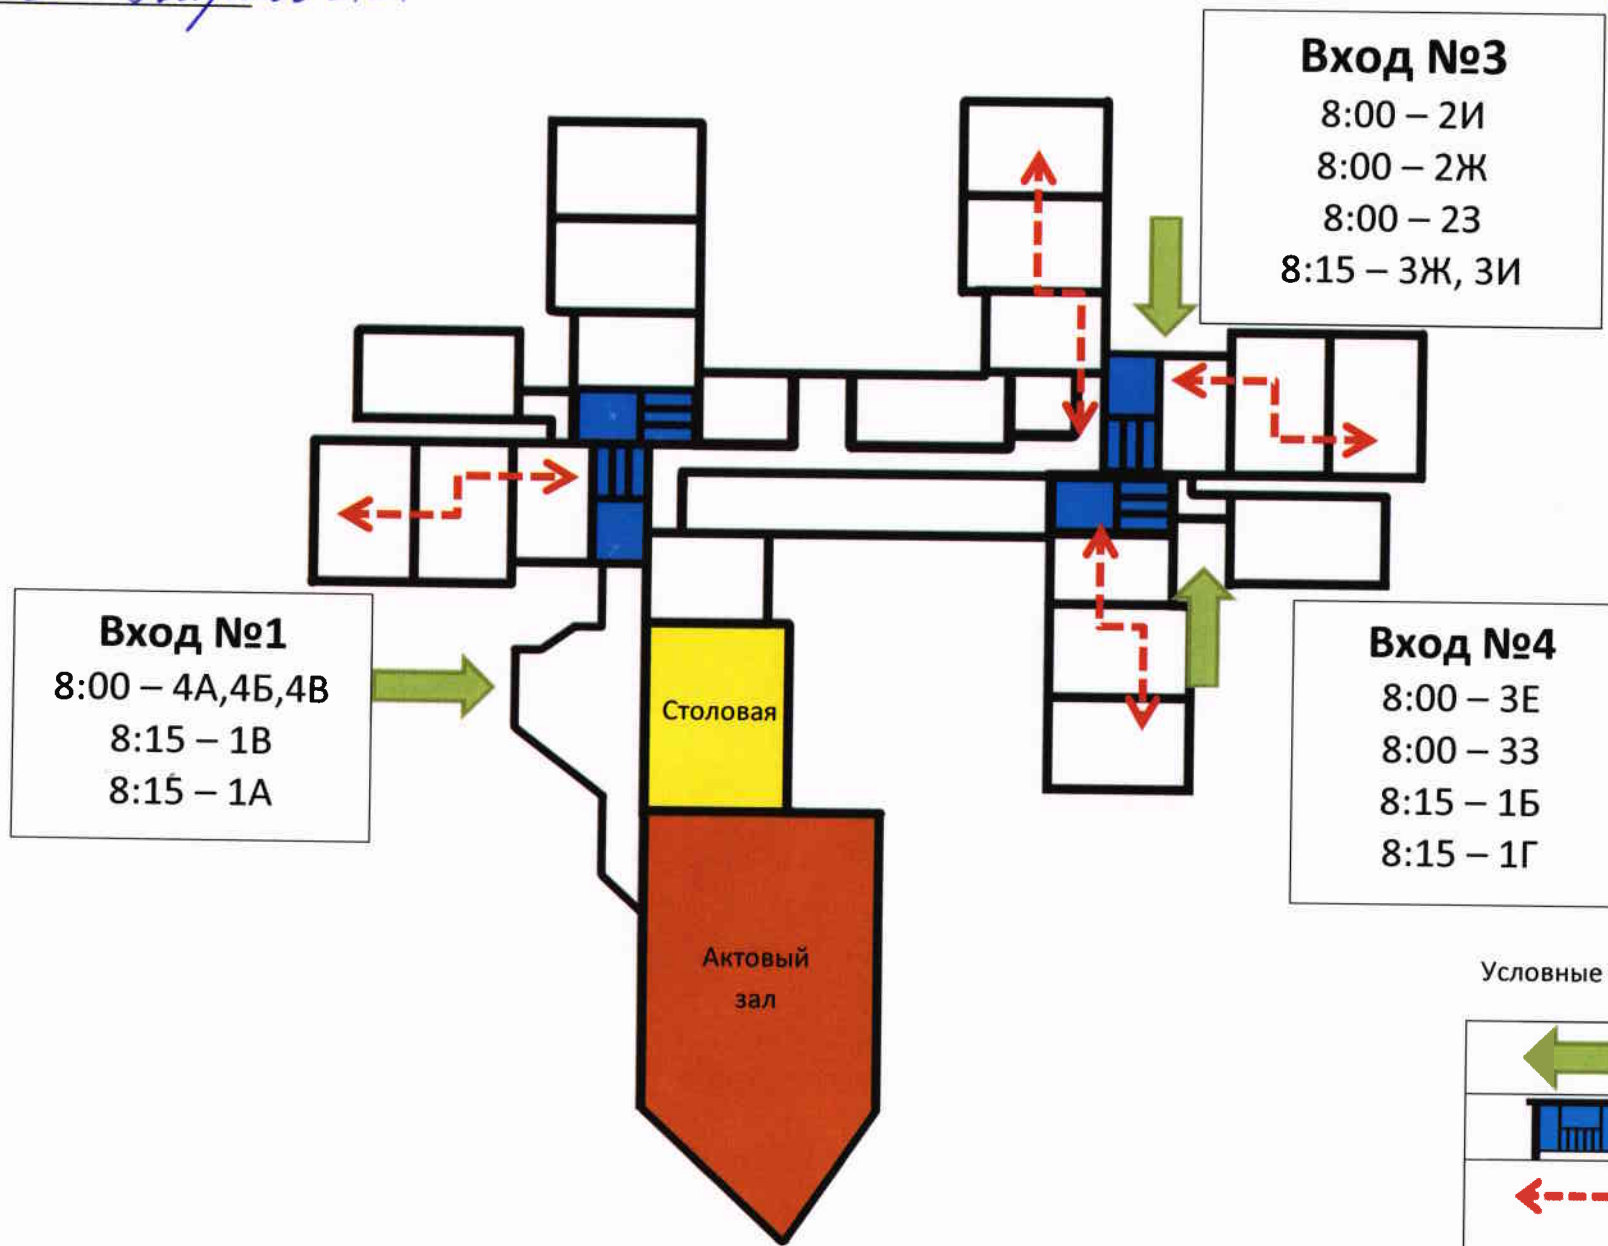 Вход №3
8:00 – 2И
8:00 – 2Ж
8:00 – 2З
8:15 – 3Ж, 3И
Вход №1
8:00 – 4А,4Б,4В
8:15 – 1В
8:15 – 1А
Столовая
Вход №4
8:00 – 3Е
8:00 – 3З
8:15 – 1Б
8:15 – 1Г
Актовый
зал
Условные